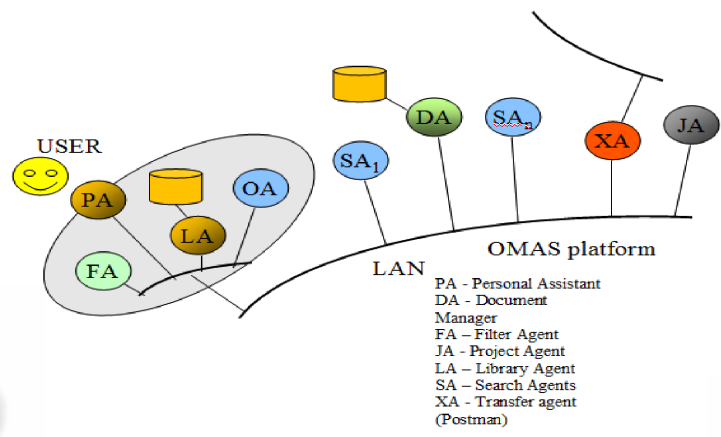 USER
PA
LA
OA
FA
SA1
DA
SAn
XA
JA
LAN
OMAS platform
PA - Personal Assistant
DA - Document
Manager
FA – Filter Agent
JA - Project Agent
LA – Library Agent
SA – Search Agents
XA - Transfer agent
(Postman)